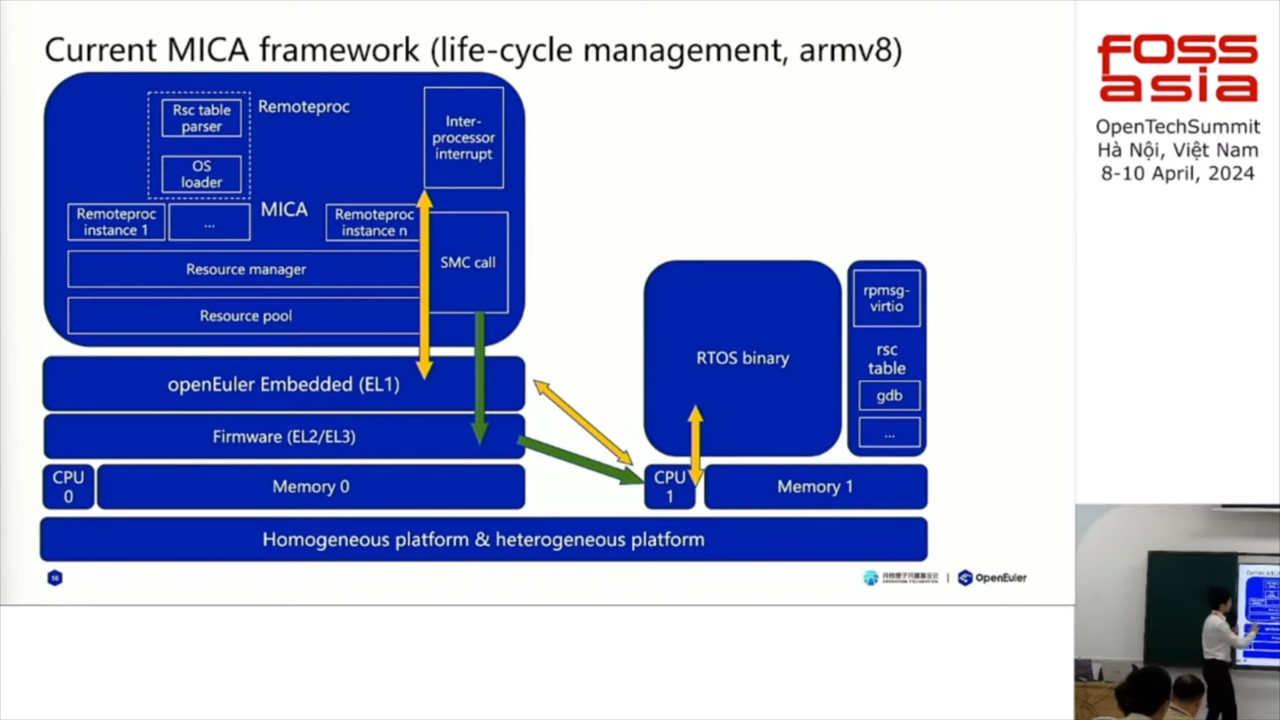 Current MICA framework (life-cycle management, armv8)
Rsc table
parser
Remoteproc
OS
loader
Inter-
processor
interrupt
MICA
Remoteproc
instance 1
...
Remoteproc
instance n
SMC call
Resource manager
Resource pool
openEuler Embedded (EL1)
Firmware (EL2/EL3)
CPU
0
Memory 0
RTOS binary
rpmsg-
virtio
rsc
table
gdb
...
CPU
1
Memory 1
Homogeneous platform & heterogeneous platform
OpenEuler
FOSS
asia
OpenTechSummit
Hà Nội, Việt Nam
8-10 April, 2024